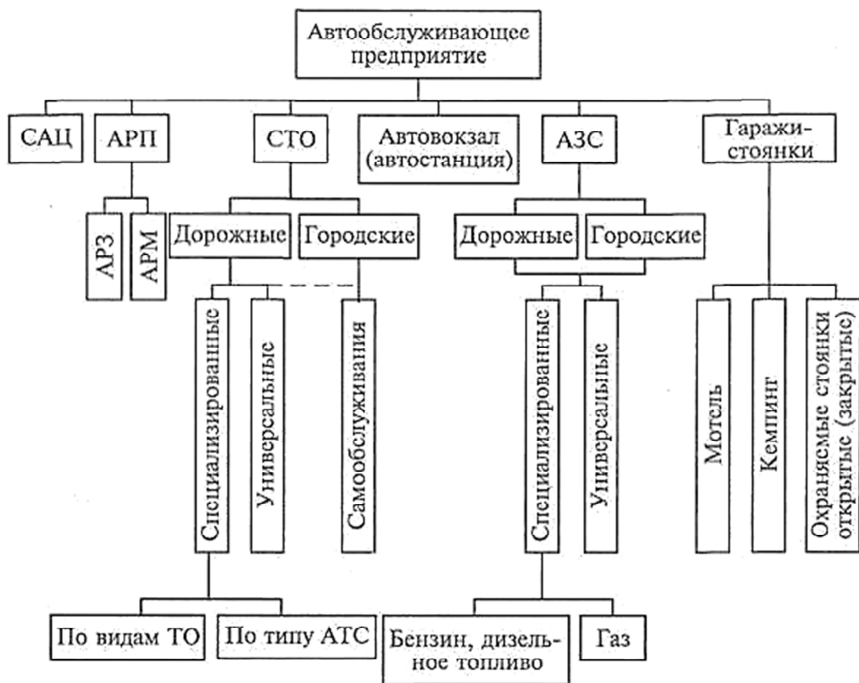 Автообслуживающее
предприятие
САЦ
АРП
СТО
Автовокзал
(автостанция)
АЗС
Гаражи-
стоянки
АРЗ
АРМ
Дорожные
Городские
Дорожные
Городские
Специализированные
Универсальные
Самообслуживания
Специализированные
Универсальные
Мотель
Кемпинг
Охраняемые стоянки
открытые (закрытые)
По видам ТО
По типу АТС
Бензин, дизель-
ное топливо
Газ